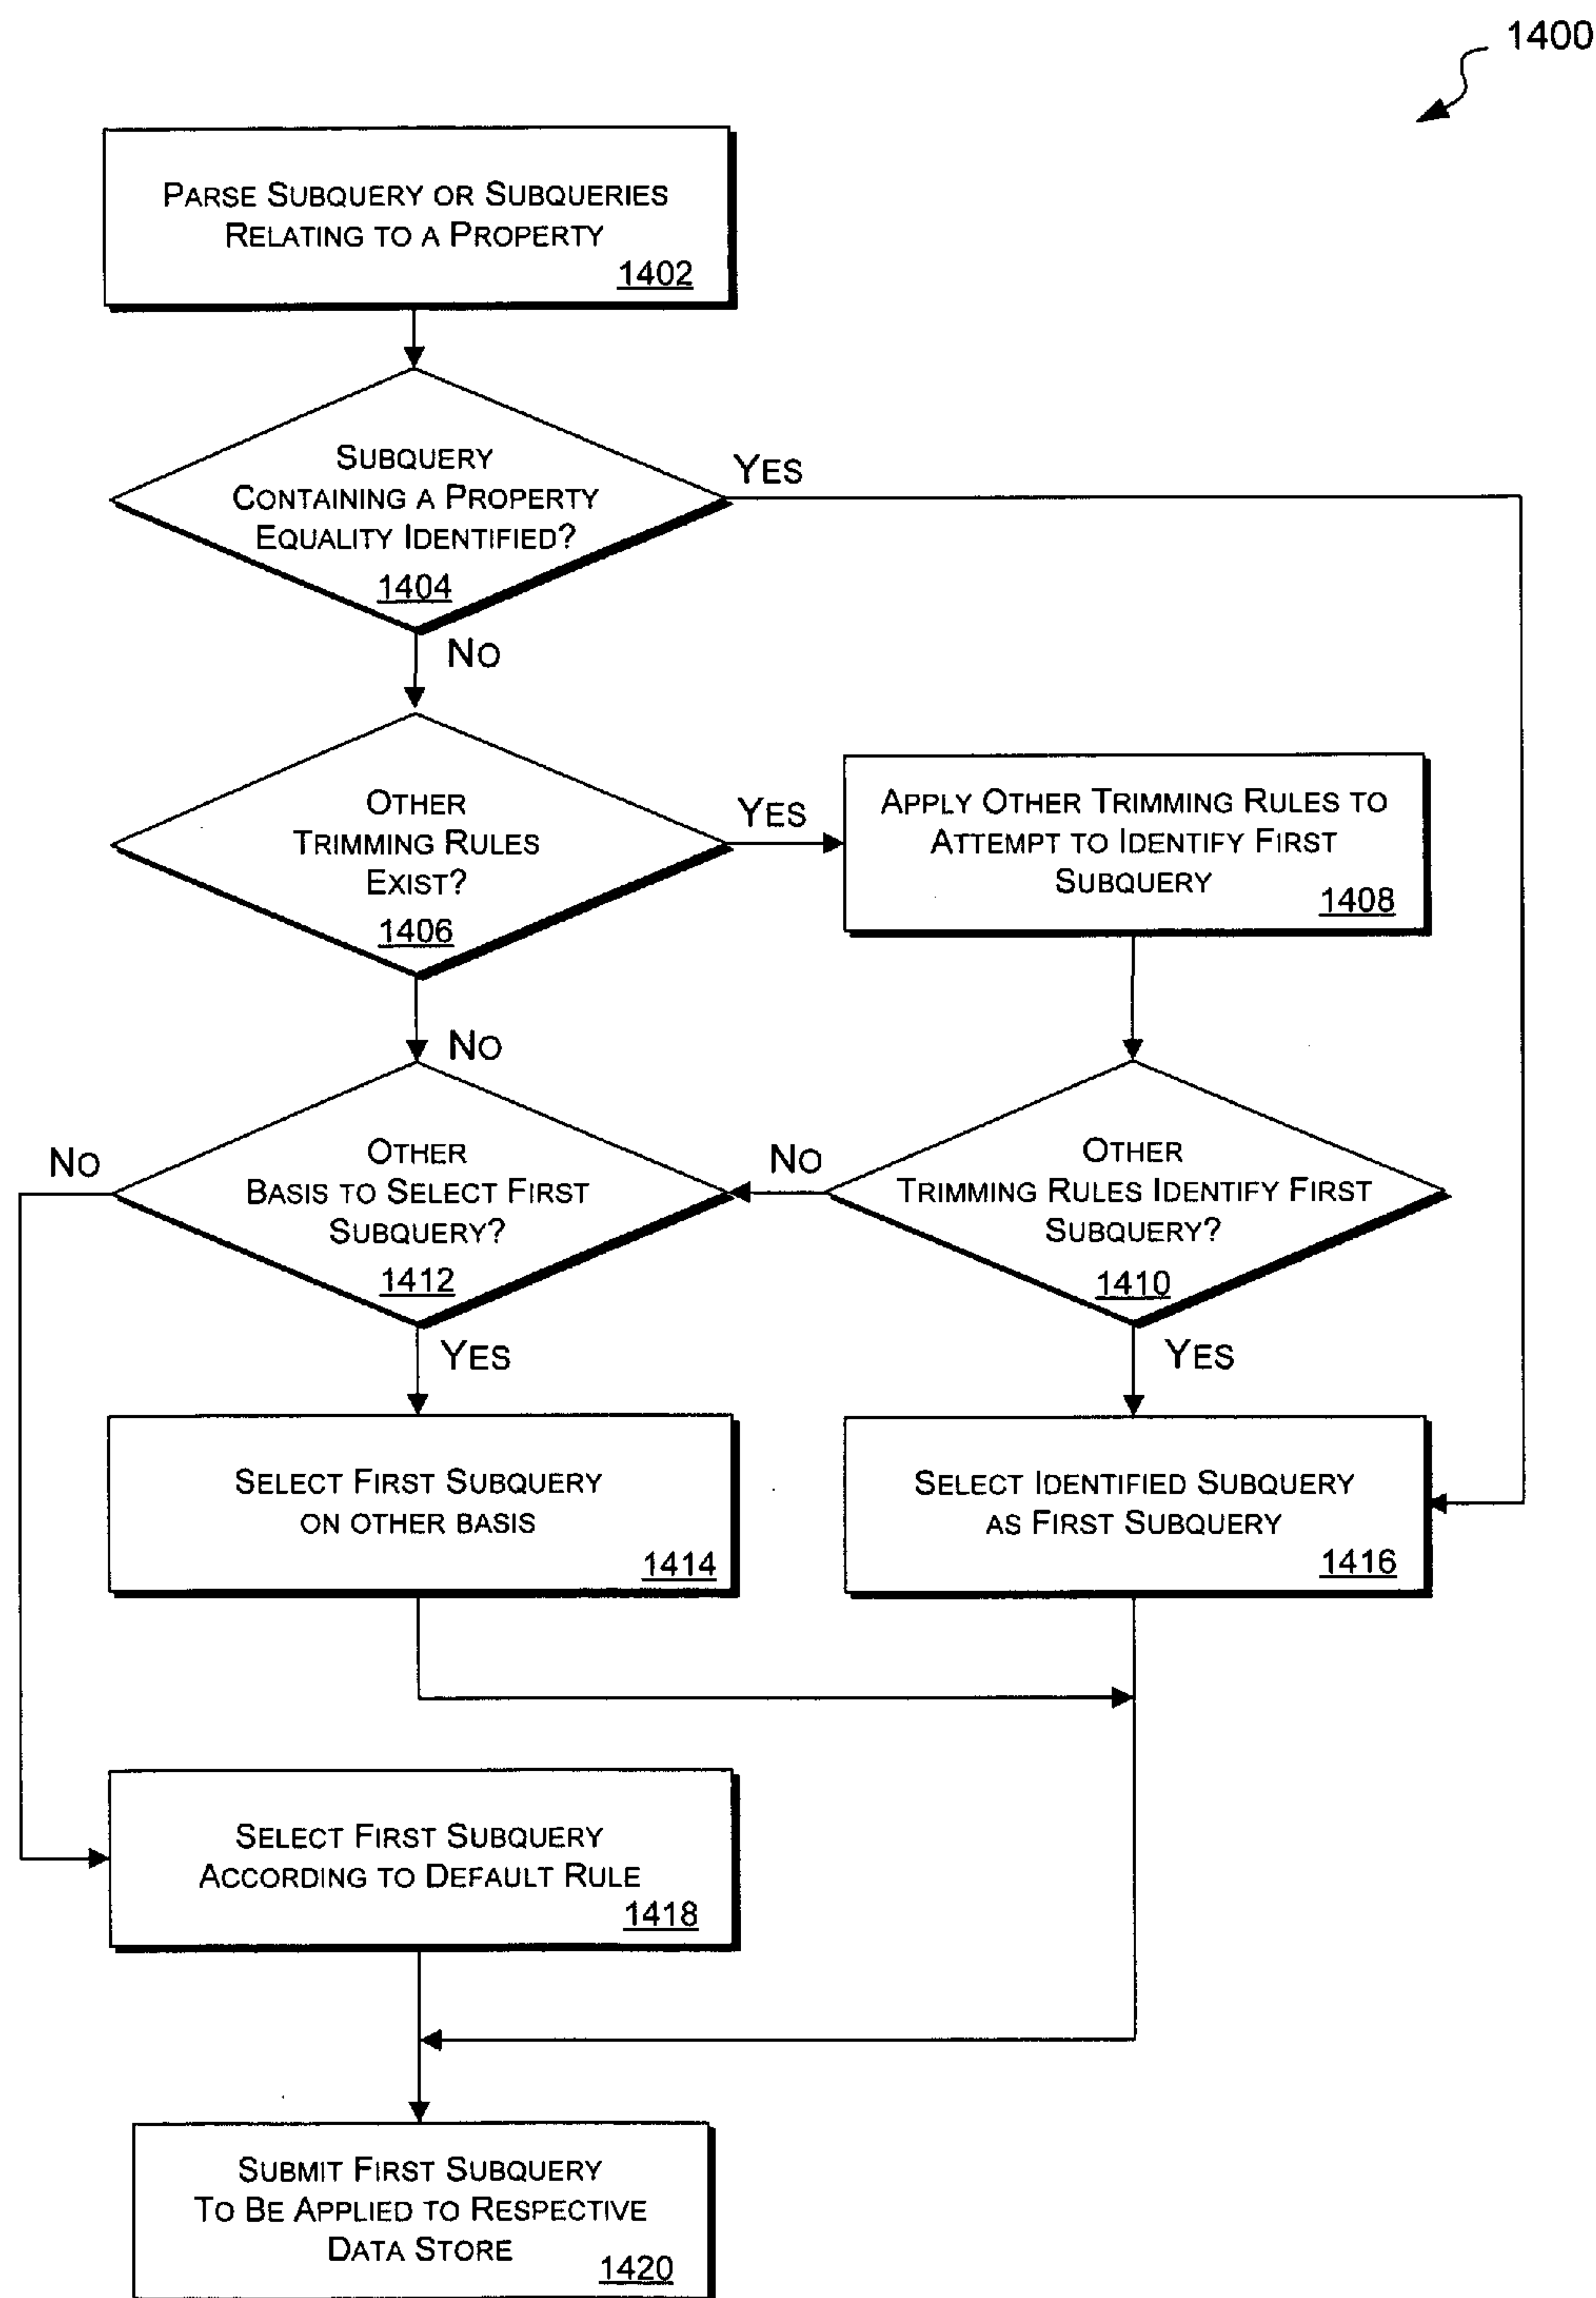 1400
PARSE SUBQUERY OR SUBQUERIES
RELATING TO A PROPERTY
1402
SUBQUERY
CONTAINING A PROPERTY
EQUALITY IDENTIFIED?
1404
YES
NO
OTHER
TRIMMING RULES
EXIST?
1406
YES
APPLY OTHER TRIMMING RULES TO
ATTEMPT TO IDENTIFY FIRST
SUBQUERY
1408
NO
OTHER
BASIS TO SELECT FIRST
SUBQUERY?
1412
NO
NO
OTHER
TRIMMING RULES IDENTIFY FIRST
SUBQUERY?
1410
YES
YES
SELECT FIRST SUBQUERY
ON OTHER BASIS
1414
SELECT IDENTIFIED SUBQUERY
AS FIRST SUBQUERY
1416
SELECT FIRST SUBQUERY
ACCORDING TO DEFAULT RULE
1418
SUBMIT FIRST SUBQUERY
TO BE APPLIED TO RESPECTIVE
DATA STORE
1420